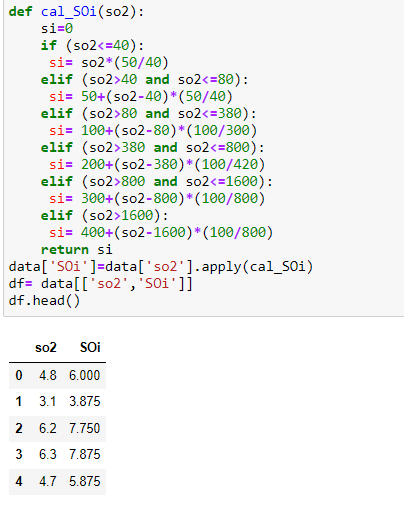 def cal_SOi(so2):
    si=0
    if (so2<=40):
     si= so2*(50/40)
    elif (so2>40 and so2<=80):
     si= 50+(so2-40)*(50/40)
    elif (so2>80 and so2<=380):
     si= 100+(so2-80)*(100/300)
    elif (so2>380 and so2<=800):
     si= 200+(so2-380)*(100/420)
    elif (so2>800 and so2<=1600):
     si= 300+(so2-800)*(100/800)
    elif (so2>1600):
     si= 400+(so2-1600)*(100/800)
    return si
data['SOi']=data['so2'].apply(cal_SOi)
df= data[['so2','SOi']]
df.head()
so2 SOi
0 4.8 6.000
1 3.1 3.875
2 6.2 7.750
3 6.3 7.875
4 4.7 5.875